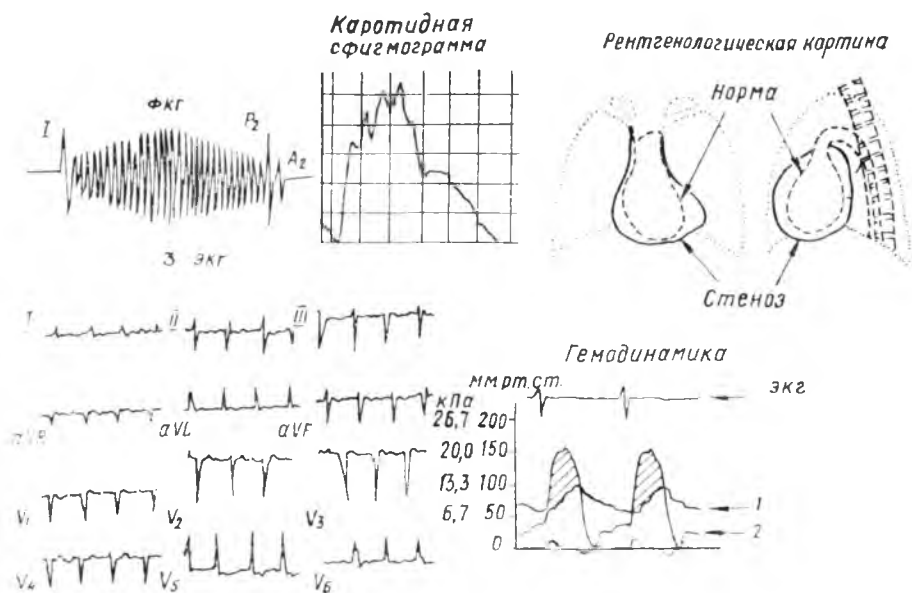 Каротидная
сфигмограмма
Рентгенологическая картина
ФКГ
I
P₂
A₂
Норма
Стеноз
3 ЭКГ
I
II
III
aVR
aVL
aVF
V₁
V₂
V₃
V₄
V₅
V₆
Гемодинамика
мм рт. ст.
кПа
ЭКГ
26,7 200
20,0 150
13,3 100
6,7 50
0
1
2